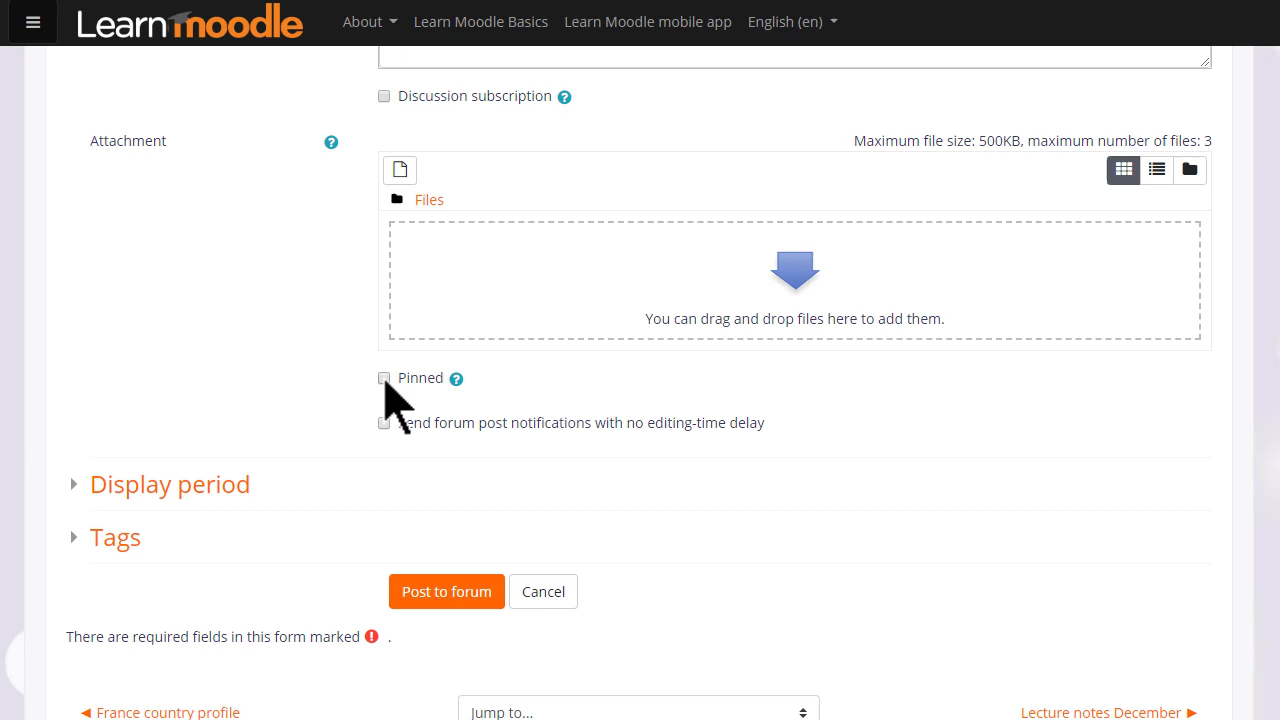 Learn moodle About Learn Moodle Basics Learn Moodle mobile app English (en)
Discussion subscription
Attachment
Maximum file size: 500KB, maximum number of files: 3
Files
You can drag and drop files here to add them.
Pinned
end forum post notifications with no editing-time delay
Display period
Tags
Post to forum Cancel
There are required fields in this form marked .
◄ France country profile Jump to... Lecture notes December ►